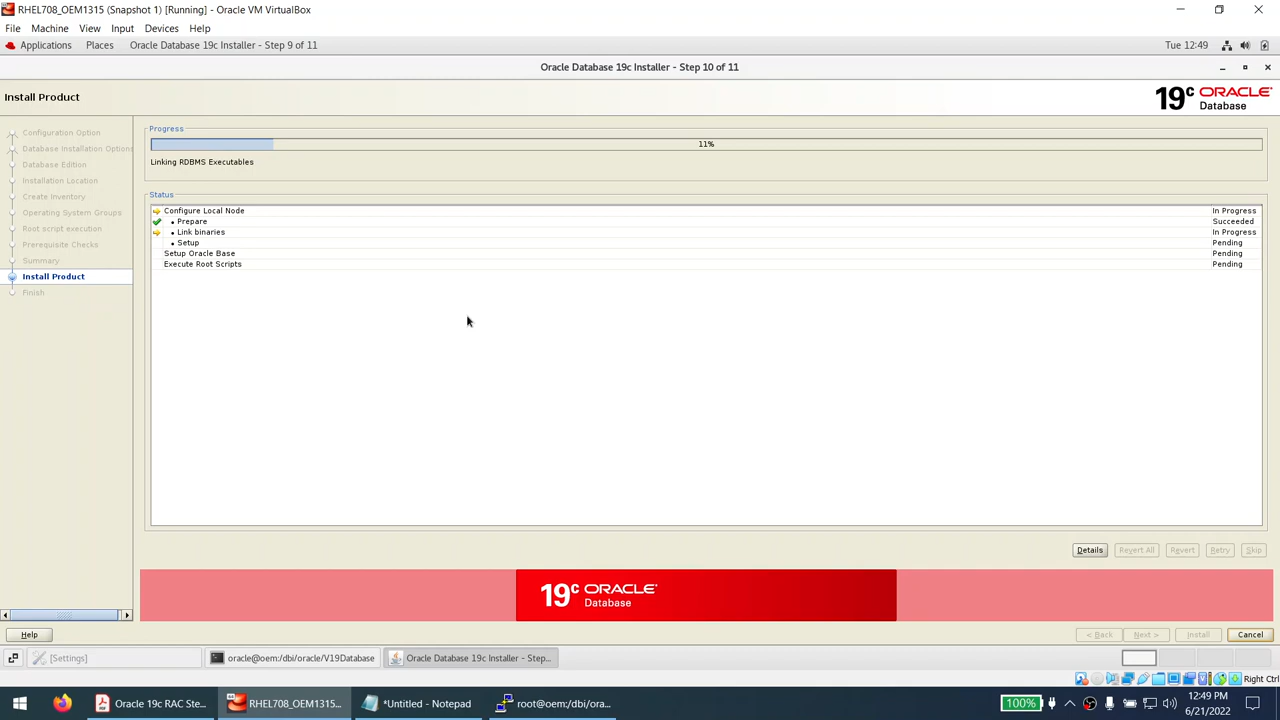 RHEL708_OEM1315 (Snapshot 1) [Running] - Oracle VM VirtualBox
File Machine View Input Devices Help
Applications Places Oracle Database 19c Installer - Step 9 of 11 Tue 12:49
Oracle Database 19c Installer - Step 10 of 11
Install Product
19c ORACLE
Database
Configuration Option
Database Installation Options
Database Edition
Installation Location
Create Inventory
Operating System Groups
Root script execution
Prerequisite Checks
Summary
Install Product
Finish
Progress
11%
Linking RDBMS Executables
Status
Configure Local Node In Progress
• Prepare Succeeded
• Link binaries In Progress
• Setup Pending
Setup Oracle Base Pending
Execute Root Scripts Pending
Details Revert All Revert Retry Skip
19c ORACLE
Database
Help < Back Next > Install Cancel
[Settings] oracle@oem:/dbi/oracle/V19Database Oracle Database 19c Installer - Step...
Right Ctrl
Oracle 19c RAC Ste... RHEL708_OEM1315... *Untitled - Notepad root@oem:/dbi/ora... 100% 12:49 PM
6/21/2022